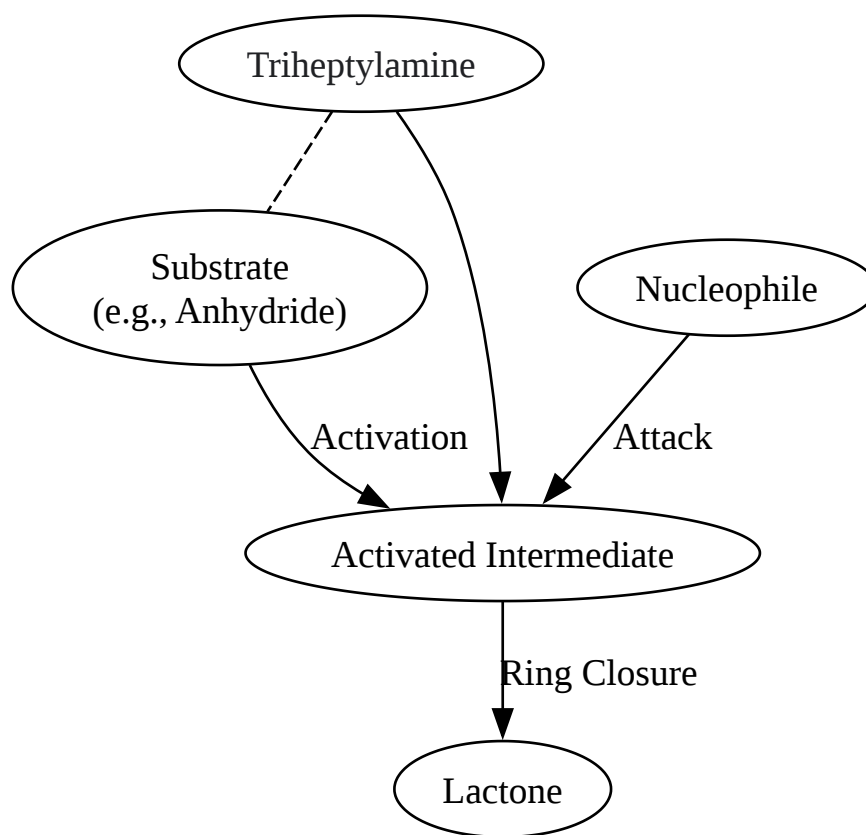 Triheptylamine
Substrate
(e.g., Anhydride)
Nucleophile
Activation
Attack
Activated Intermediate
Ring Closure
Lactone